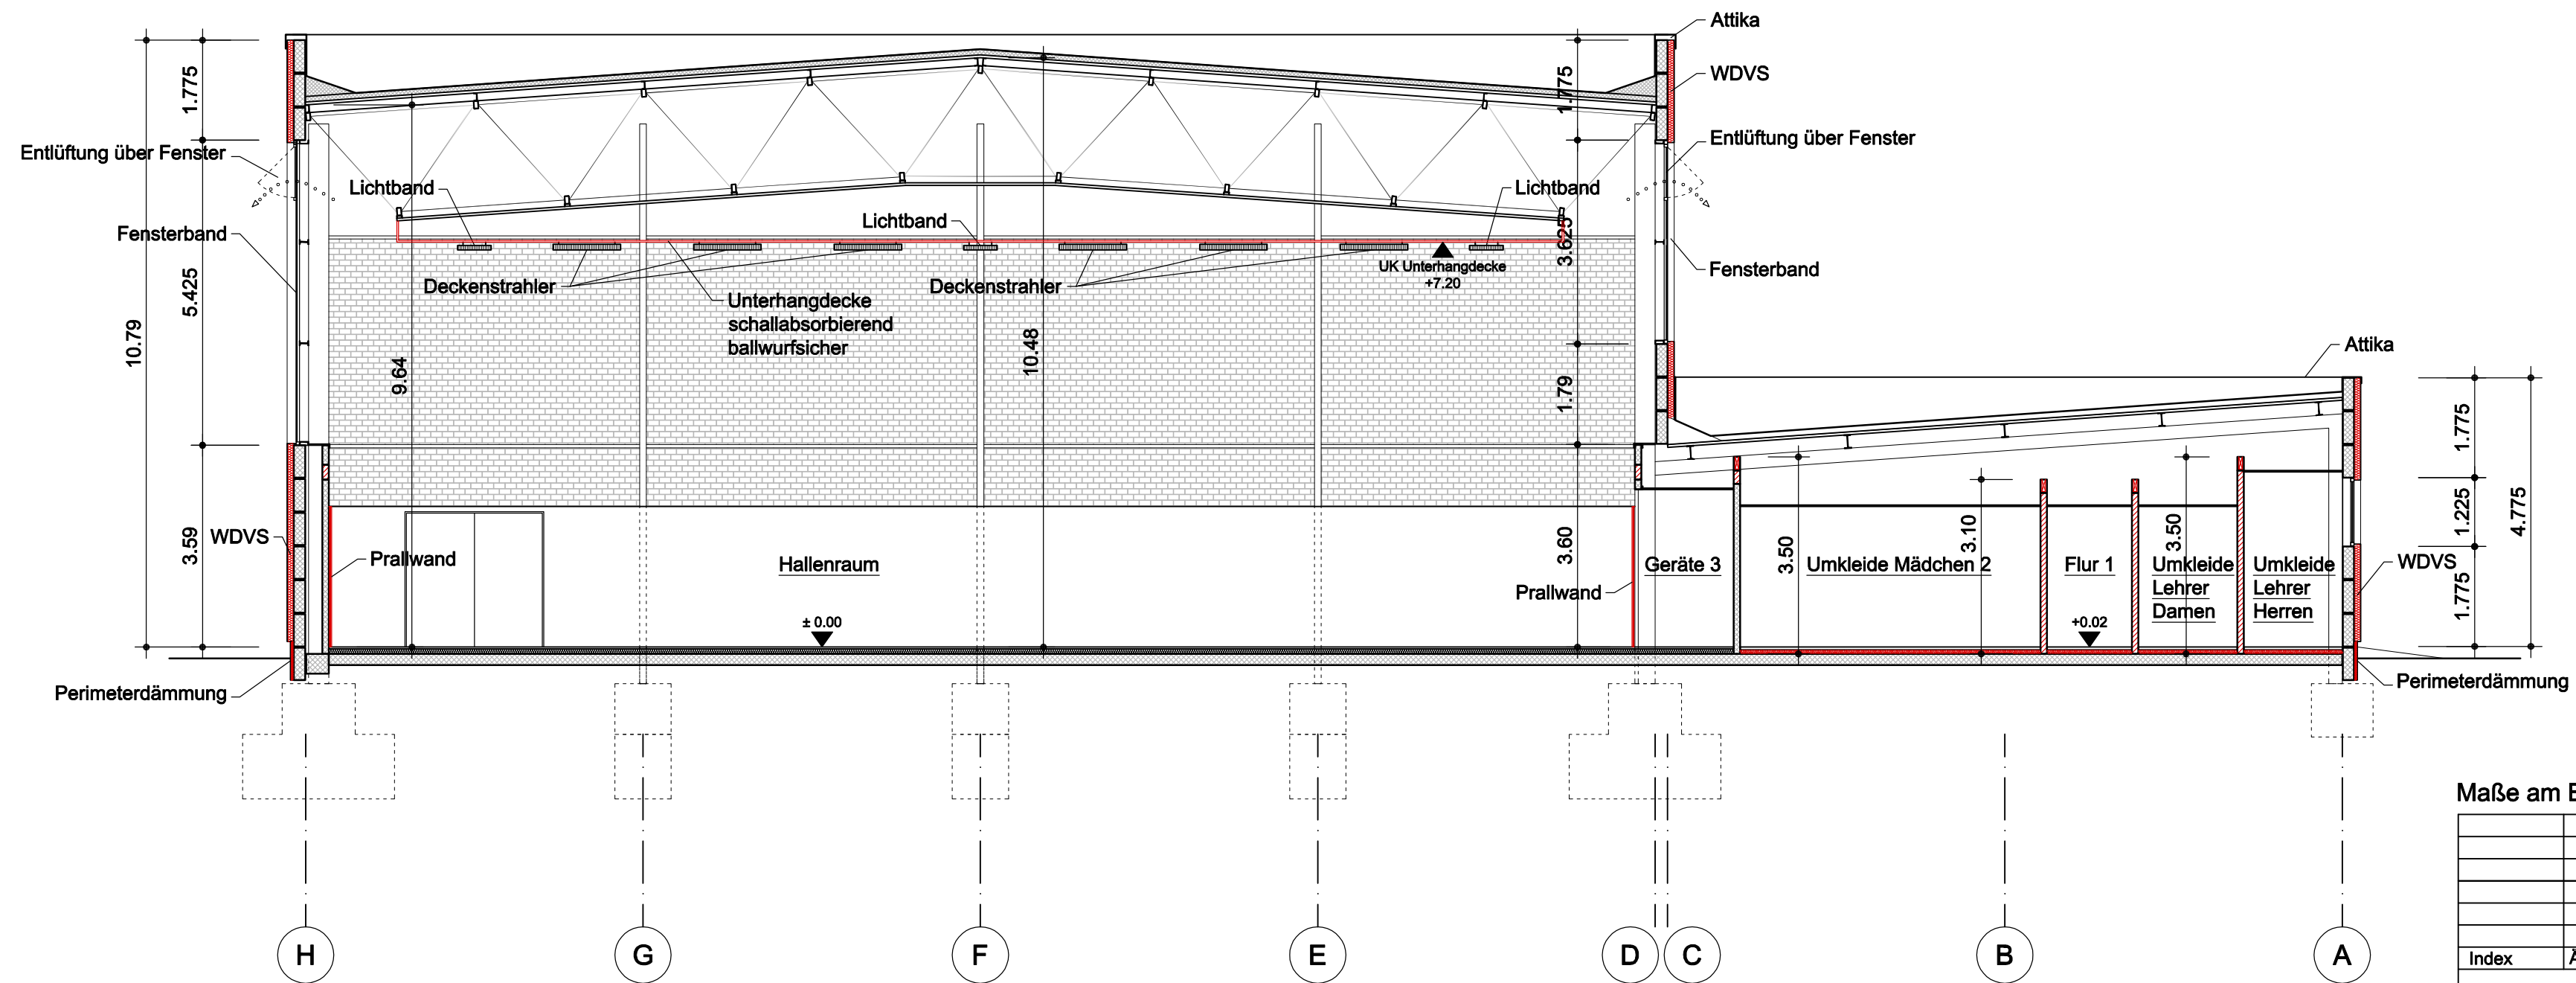 Attika
WDVS
Entlüftung über Fenster
Entlüftung über Fenster
Lichtband
Lichtband
Lichtband
Fensterband
Fensterband
Deckenstrahler
Deckenstrahler
UK Unterhangdecke
+7.20
Unterhangdecke
schallabsorbierend
ballwurfsicher
1.775
5.425
10.79
3.59
9.64
10.48
1.775
3.625
1.79
3.60
Attika
1.775
1.225
4.775
1.775
WDVS
Prallwand
Hallenraum
± 0.00
Prallwand
Geräte 3
3.50
Umkleide Mädchen 2
3.10
Flur 1
+0.02
3.50
Umkleide
Lehrer
Damen
Umkleide
Lehrer
Herren
WDVS
Perimeterdämmung
Perimeterdämmung
Maße am
Index
H
G
F
E
D
C
B
A